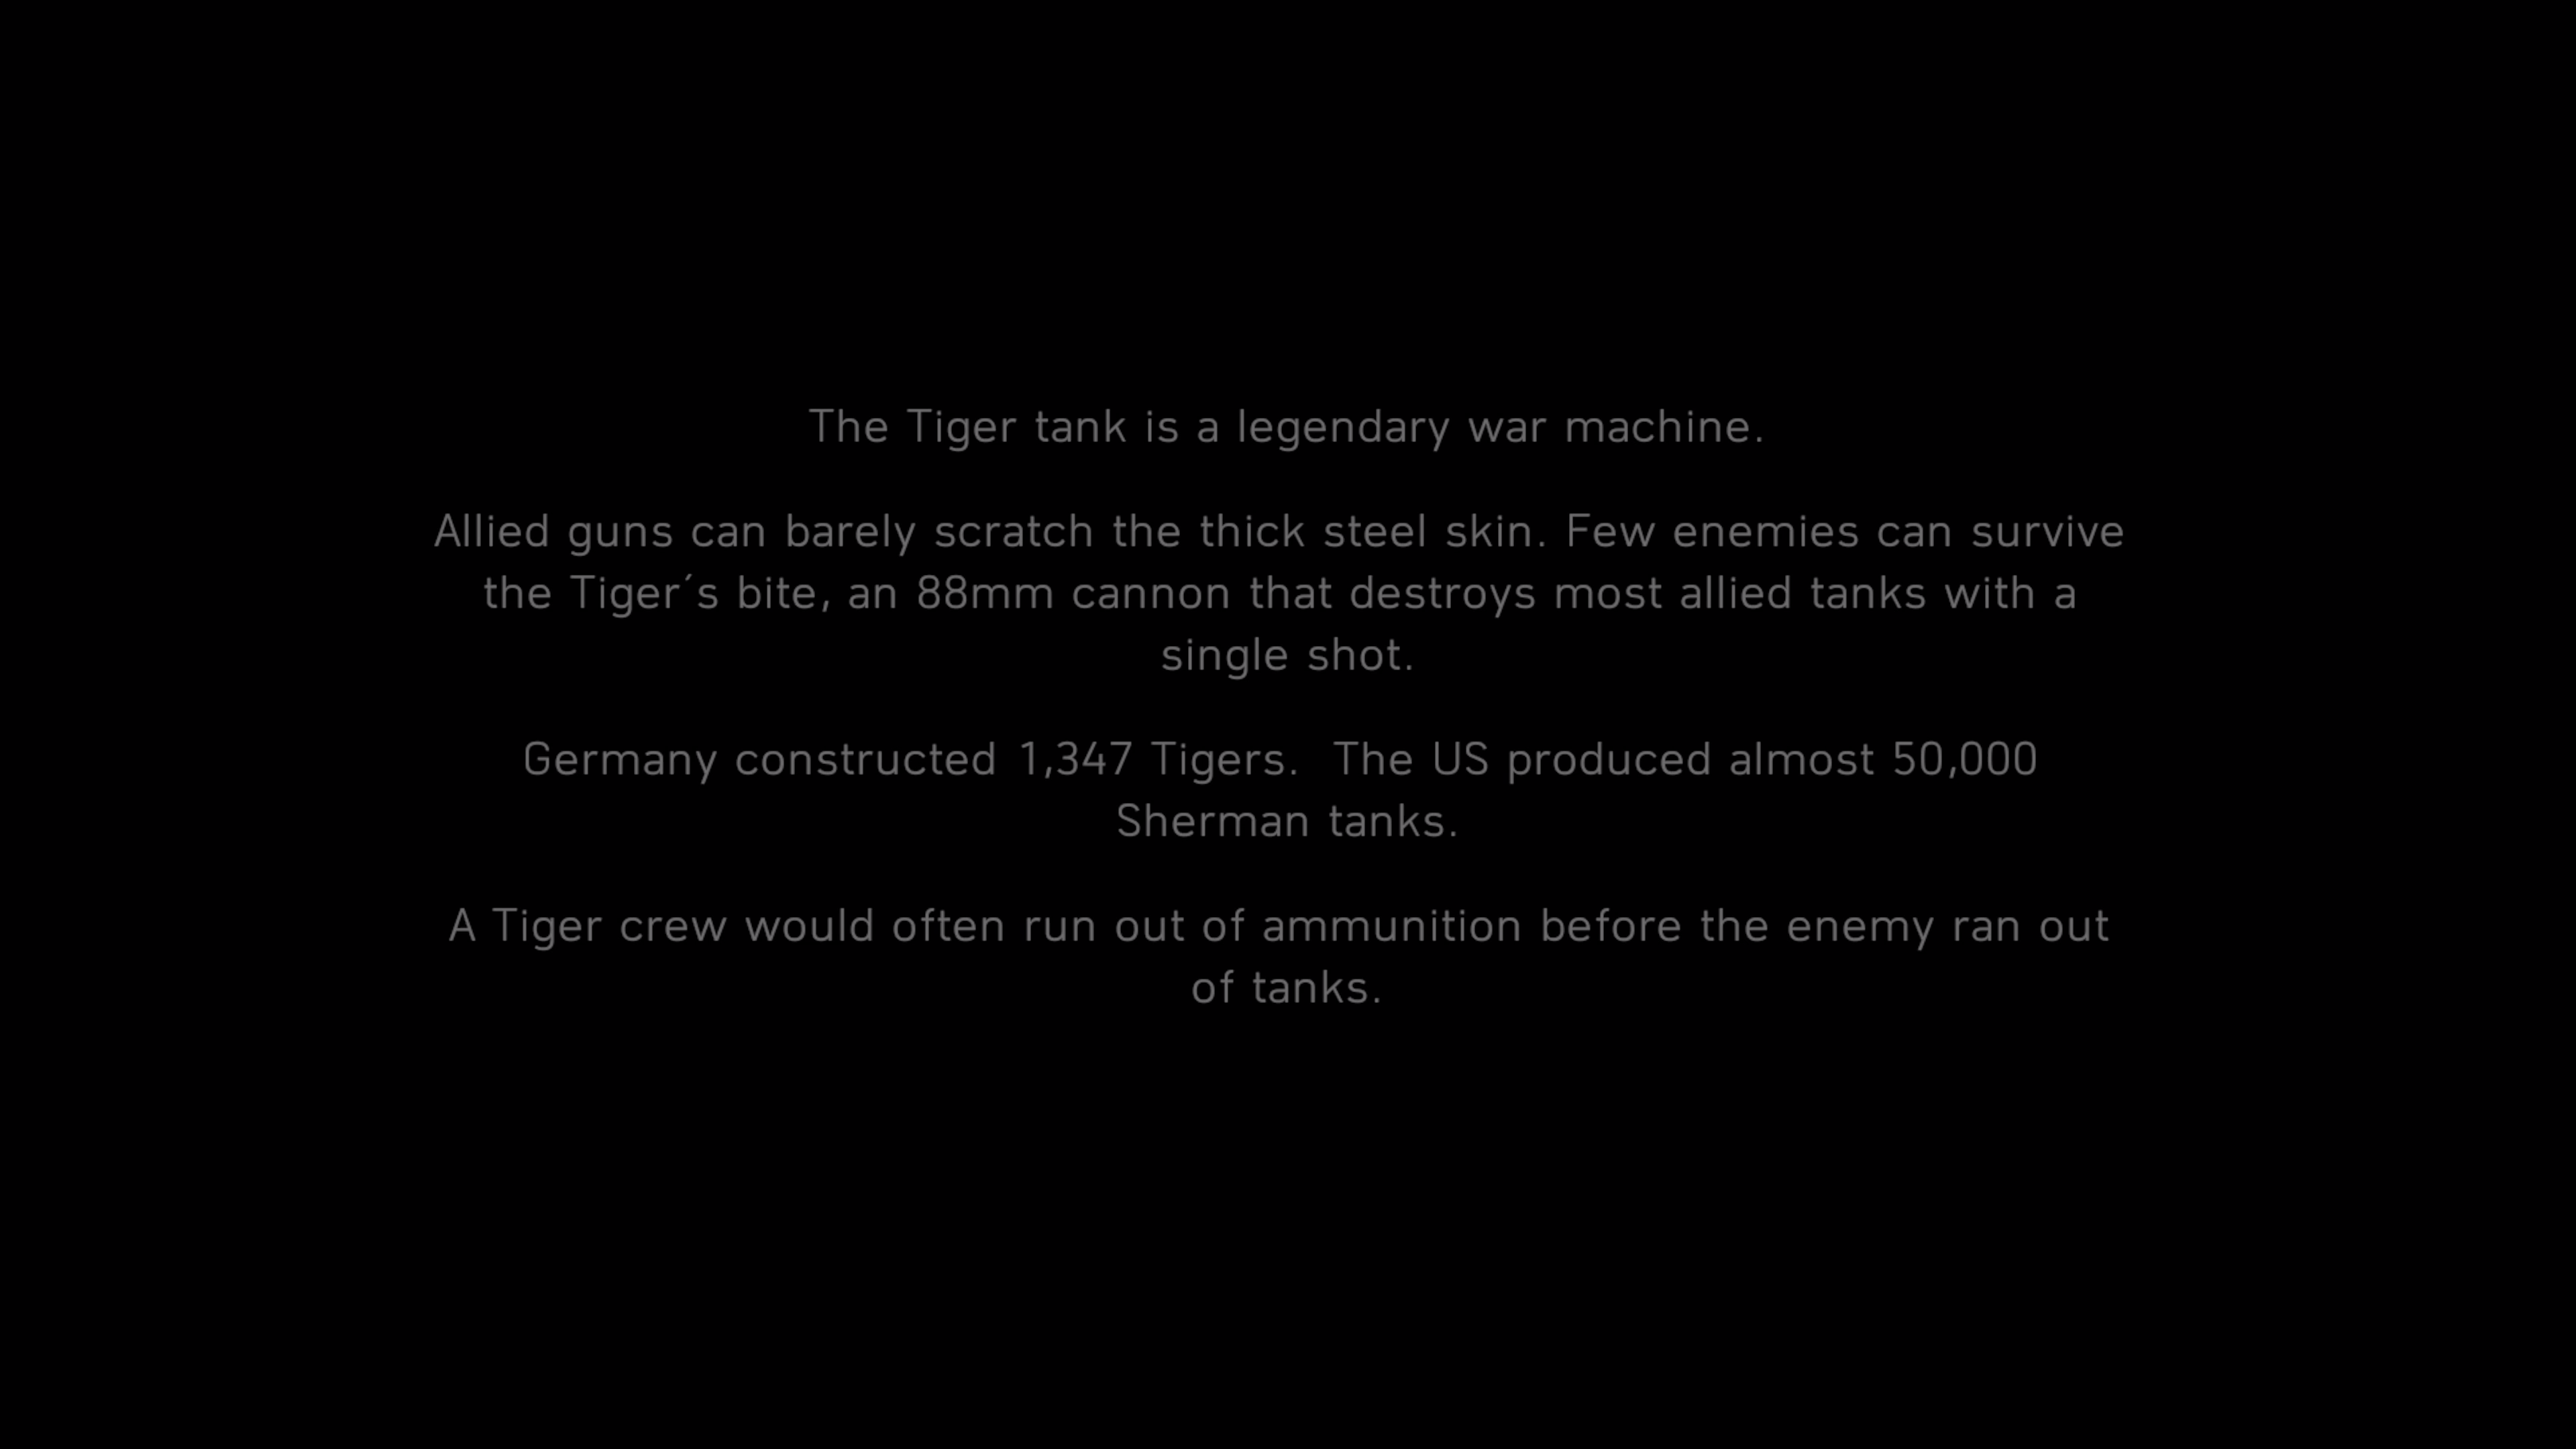 The Tiger tank is a legendary war machine.
Allied guns can barely scratch the thick steel skin. Few enemies can survive
the Tiger´s bite, an 88mm cannon that destroys most allied tanks with a
single shot.
Germany constructed 1,347 Tigers.  The US produced almost 50,000
Sherman tanks.
A Tiger crew would often run out of ammunition before the enemy ran out
of tanks.